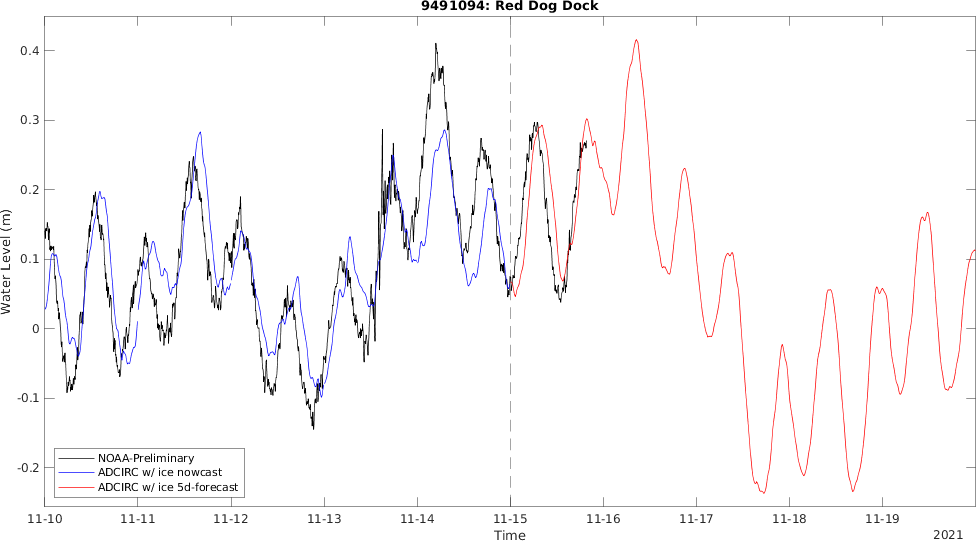 9491094: Red Dog Dock
Water Level (m)
0.4
0.3
0.2
0.1
0
-0.1
-0.2
NOAA-Preliminary
ADCIRC w/ ice nowcast
ADCIRC w/ ice 5d-forecast
11-10 11-11 11-12 11-13 11-14 11-15 11-16 11-17 11-18 11-19
Time
2021